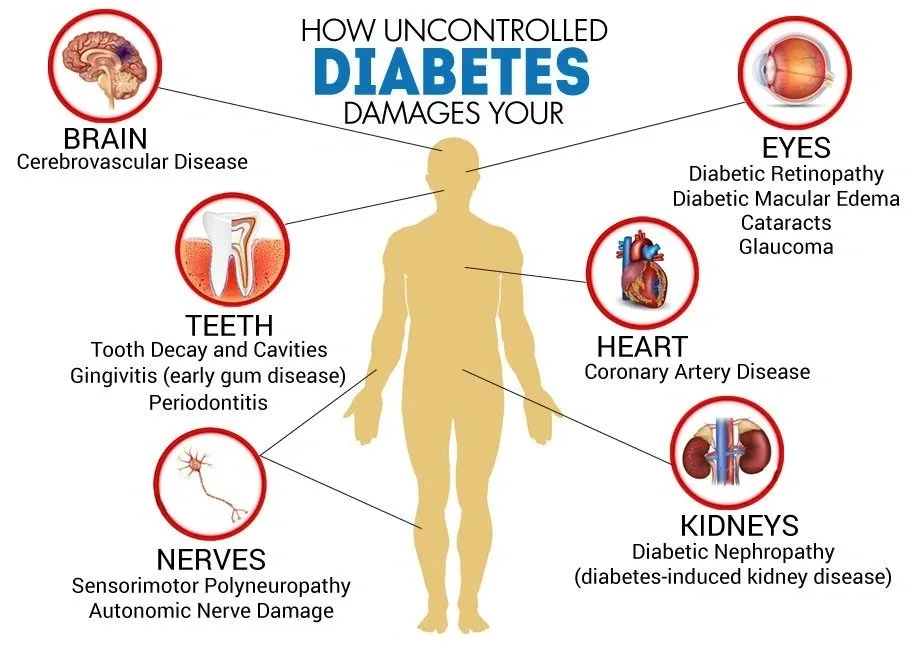 HOW UNCONTROLLED
DIABETES
DAMAGES YOUR
BRAIN
Cerebrovascular Disease
EYES
Diabetic Retinopathy
Diabetic Macular Edema
Cataracts
Glaucoma
TEETH
Tooth Decay and Cavities
Gingivitis (early gum disease)
Periodontitis
HEART
Coronary Artery Disease
NERVES
Sensorimotor Polyneuropathy
Autonomic Nerve Damage
KIDNEYS
Diabetic Nephropathy
(diabetes-induced kidney disease)